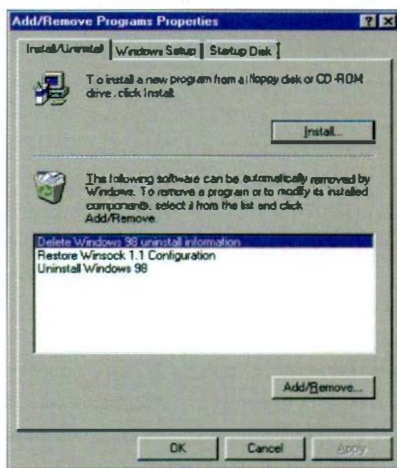 Add/Remove Programs Properties
Install/Uninstall
Windows Setup
Startup Disk
To install a new program from a floppy disk or CD-ROM
drive, click Install.
Install...
The following software can be automatically removed by
Windows. To remove a program or to modify its installed
components, select it from the list and click
Add/Remove.
Delete Windows 98 uninstall information
Restore Winsock 1.1 Configuration
Uninstall Windows 98
Add/Remove...
OK
Cancel
Apply